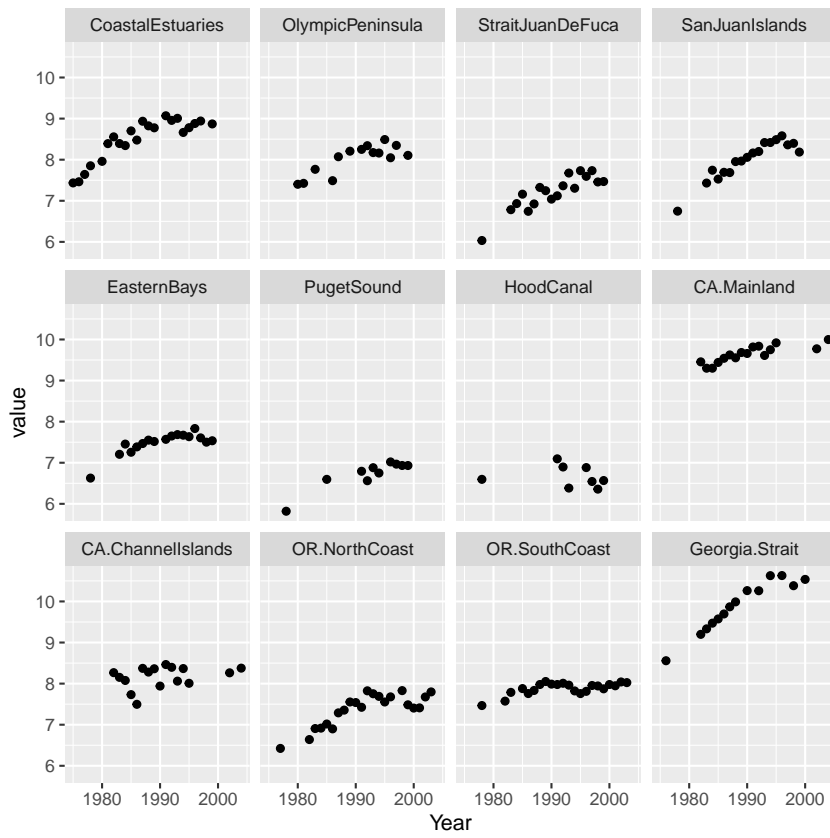 CoastalEstuaries OlympicPeninsula StraitJuanDeFuca SanJuanIslands
10
9
8
7
6
EasternBays PugetSound HoodCanal CA.Mainland
10
9
8
7
6
value
CA.ChannelIslands OR.NorthCoast OR.SouthCoast Georgia.Strait
10
9
8
7
6
1980 1990 2000 1980 1990 2000 1980 1990 2000 1980 1990 2000
Year